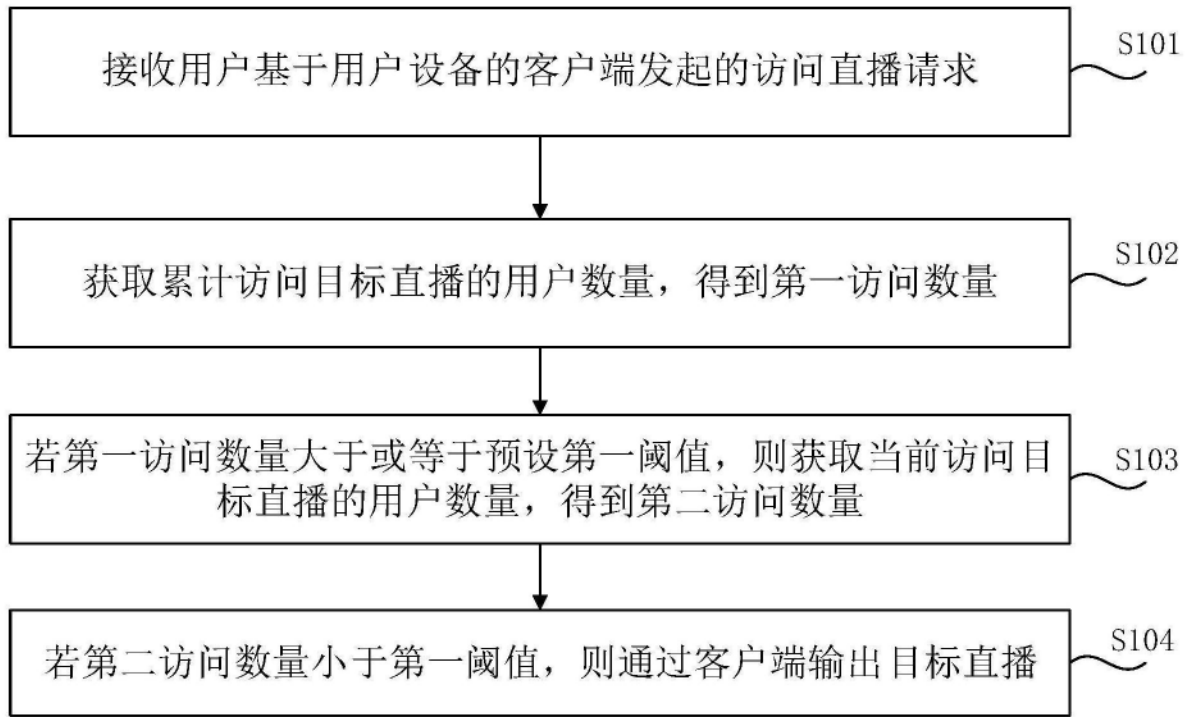 接收用户基于用户设备的客户端发起的访问直播请求
S101
获取累计访问目标直播的用户数量，得到第一访问数量
S102
若第一访问数量大于或等于预设第一阈值，则获取当前访问目
标直播的用户数量，得到第二访问数量
S103
若第二访问数量小于第一阈值，则通过客户端输出目标直播
S104